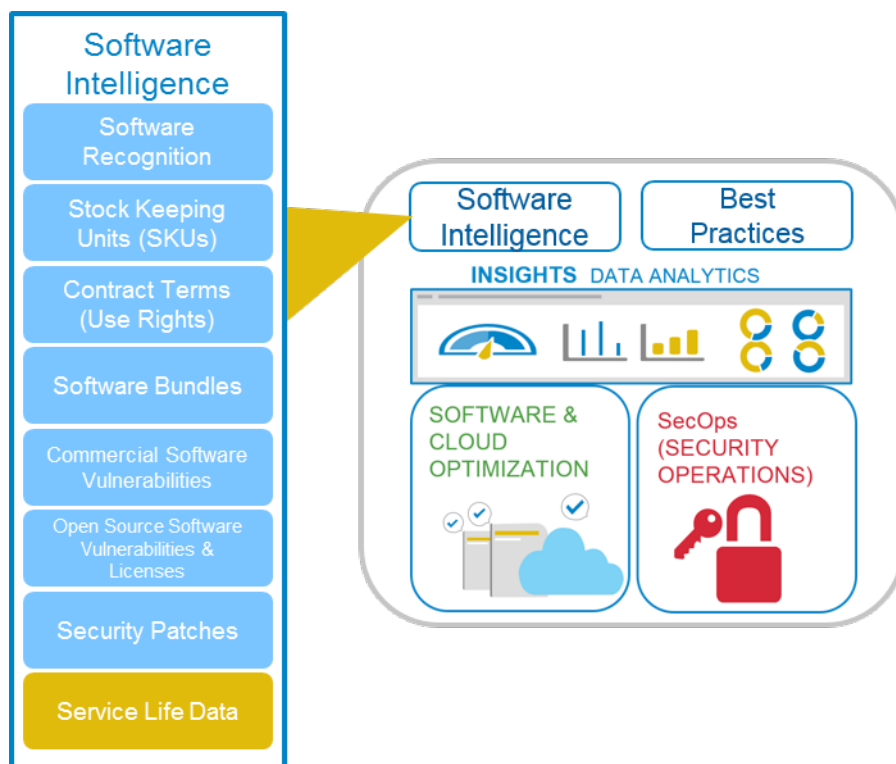 Software
Intelligence
Software
Recognition
Stock Keeping
Units (SKUs)
Contract Terms
(Use Rights)
Software Bundles
Commercial Software
Vulnerabilities
Open Source Software
Vulnerabilities &
Licenses
Security Patches
Service Life Data
Software
Intelligence
Best
Practices
INSIGHTS DATA ANALYTICS
SOFTWARE &
CLOUD
OPTIMIZATION
SecOps
(SECURITY
OPERATIONS)